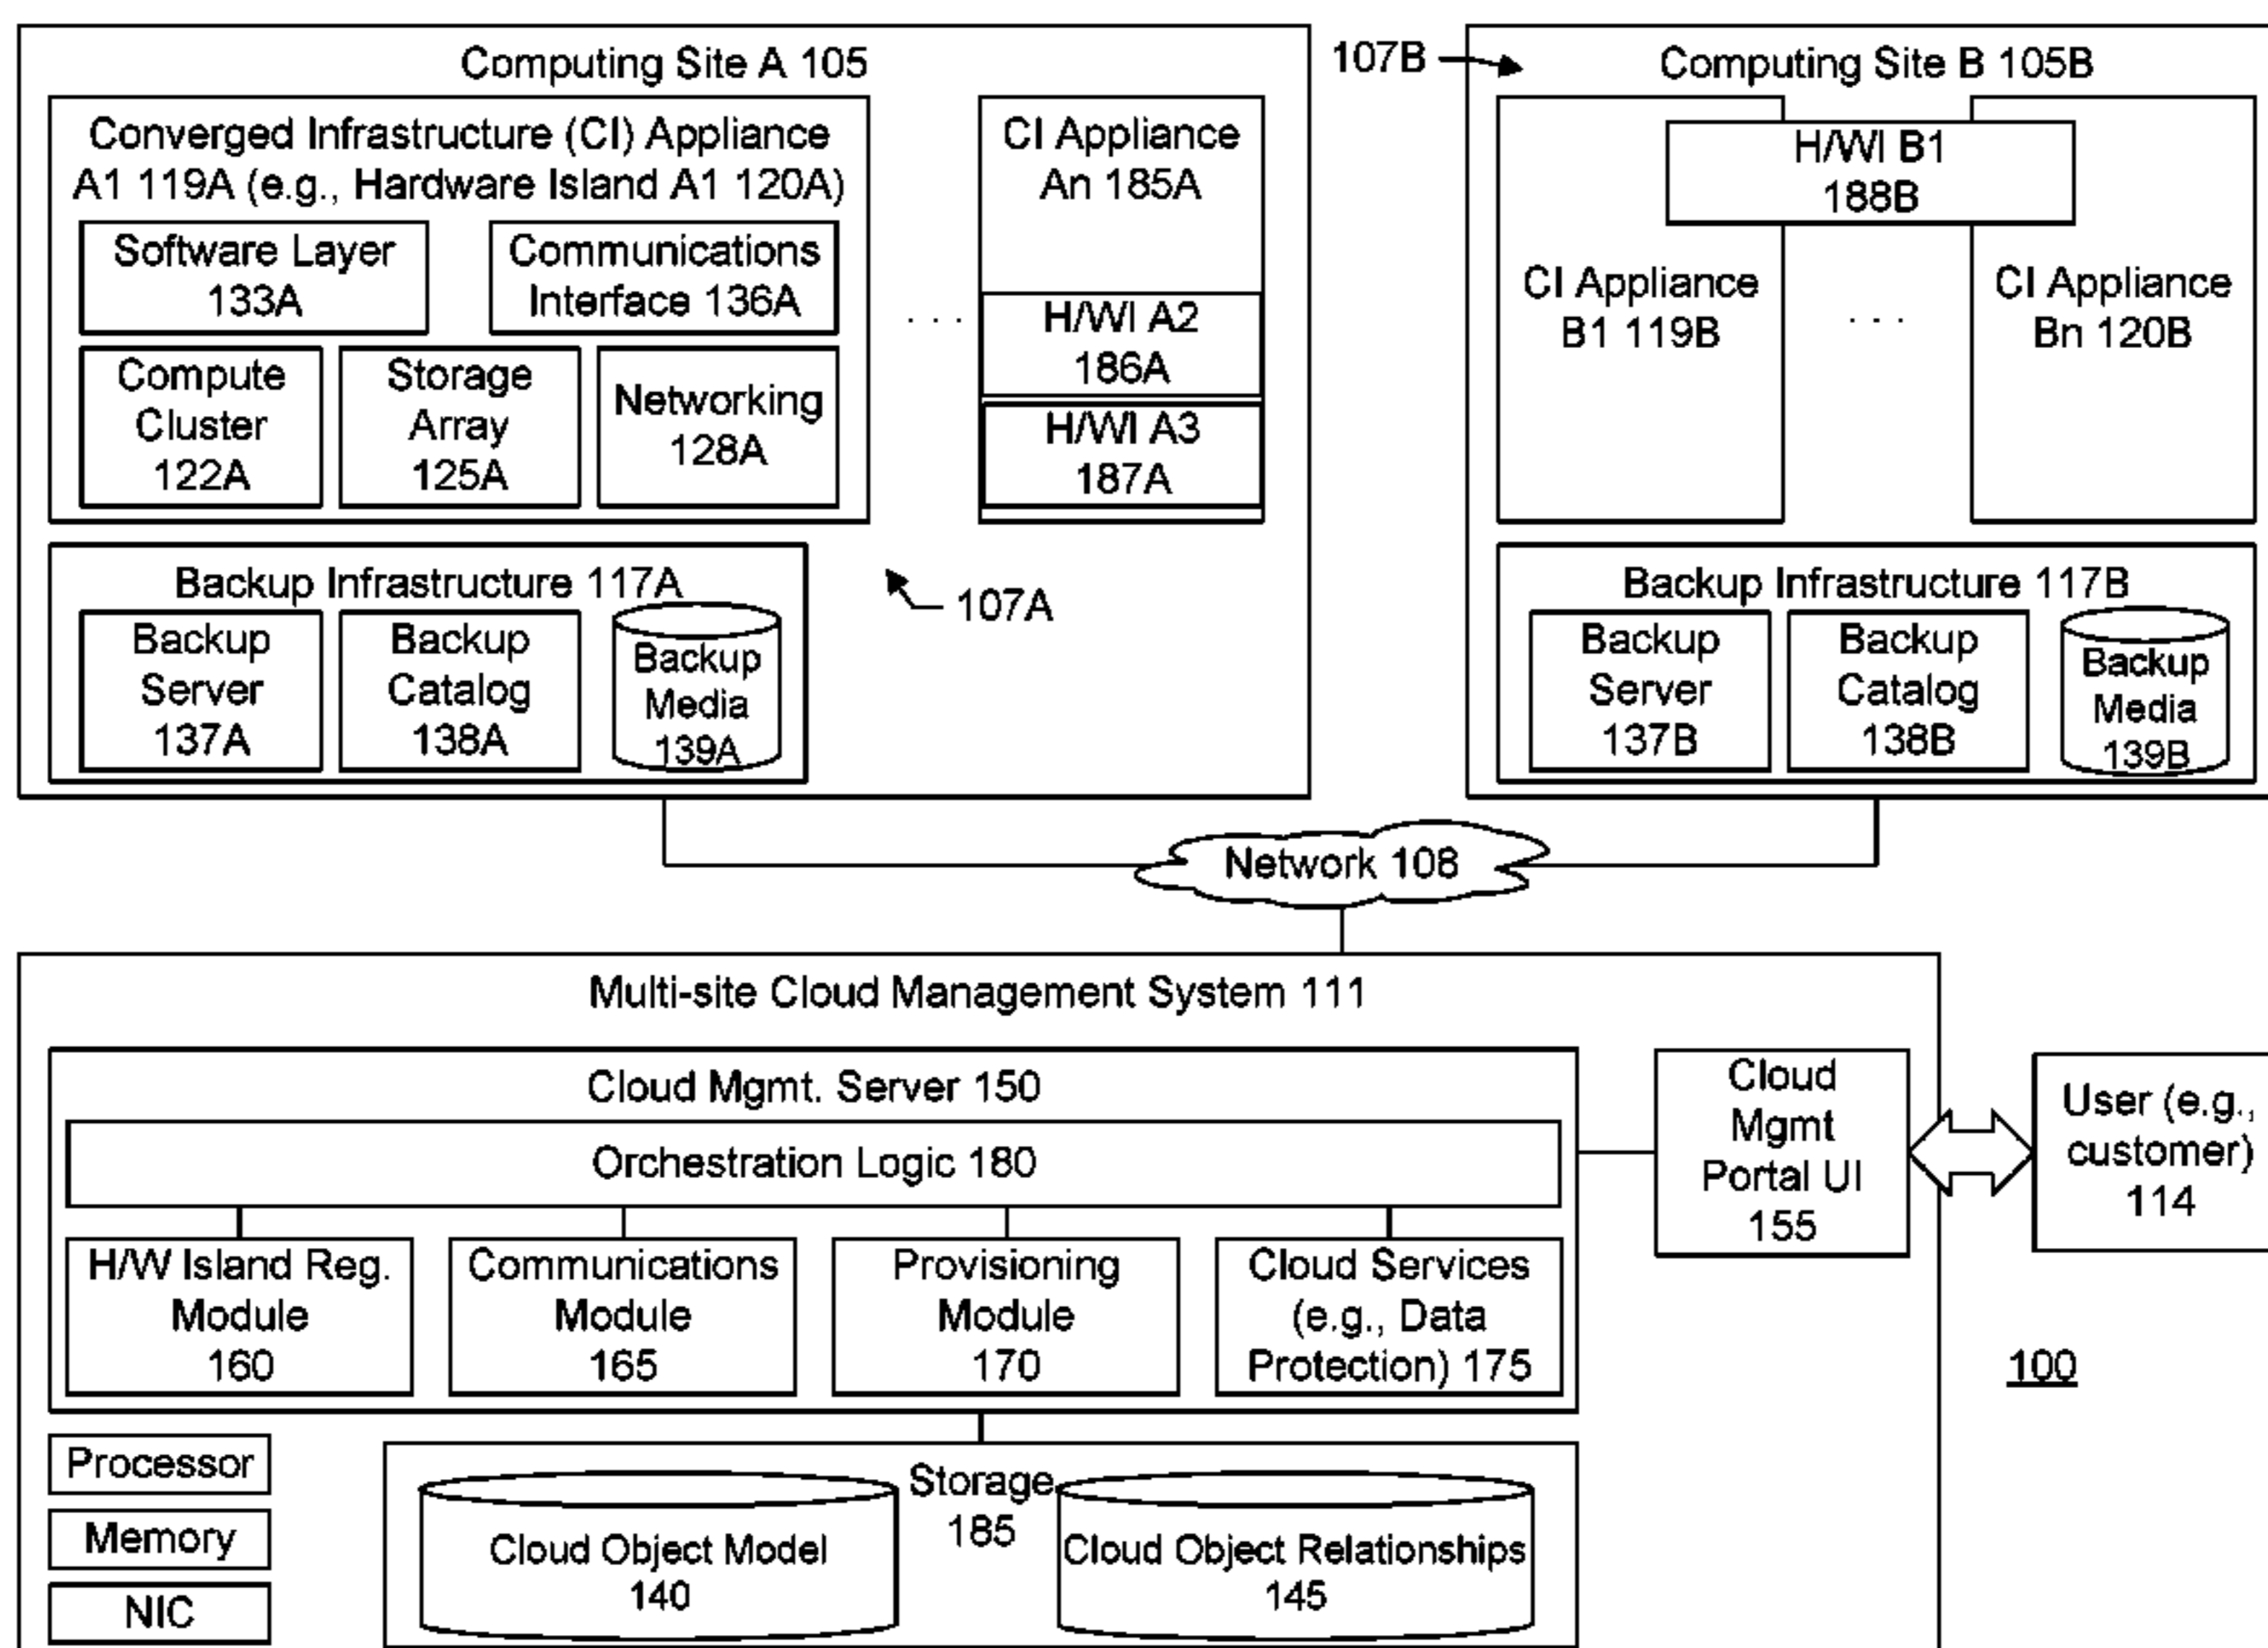 Computing Site A 105
Converged Infrastructure (CI) Appliance
A1 119A (e.g., Hardware Island A1 120A)
Software Layer
133A
Communications
Interface 136A
Compute
Cluster
122A
Storage
Array
125A
Networking
128A
. . .
CI Appliance
An 185A
H/WI A2
186A
H/WI A3
187A
Backup Infrastructure 117A
Backup
Server
137A
Backup
Catalog
138A
Backup
Media
139A
107A
107B
Computing Site B 105B
H/WI B1
188B
CI Appliance
B1 119B
. . .
CI Appliance
Bn 120B
Backup Infrastructure 117B
Backup
Server
137B
Backup
Catalog
138B
Backup
Media
139B
Network 108
Multi-site Cloud Management System 111
Cloud Mgmt. Server 150
Orchestration Logic 180
H/W Island Reg.
Module
160
Communications
Module
165
Provisioning
Module
170
Cloud Services
(e.g., Data
Protection) 175
Cloud
Mgmt
Portal UI
155
User (e.g.,
customer)
114
100
Processor
Memory
NIC
Storage
185
Cloud Object Model
140
Cloud Object Relationships
145